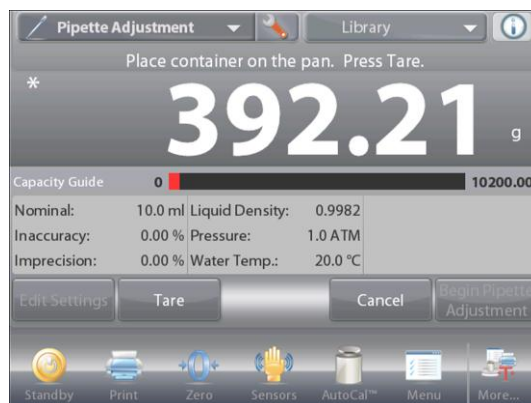 Pipette Adjustment Library
Place container on the pan. Press Tare.
* 392.21 g
Capacity Guide 0 10200.00
Nominal: 10.0 ml Liquid Density: 0.9982
Inaccuracy: 0.00 % Pressure: 1.0 ATM
Imprecision: 0.00 % Water Temp.: 20.0 °C
Edit Settings Tare Cancel Begin Pipette
Adjustment
Standby Print Zero Sensors AutoCal™ Menu More...